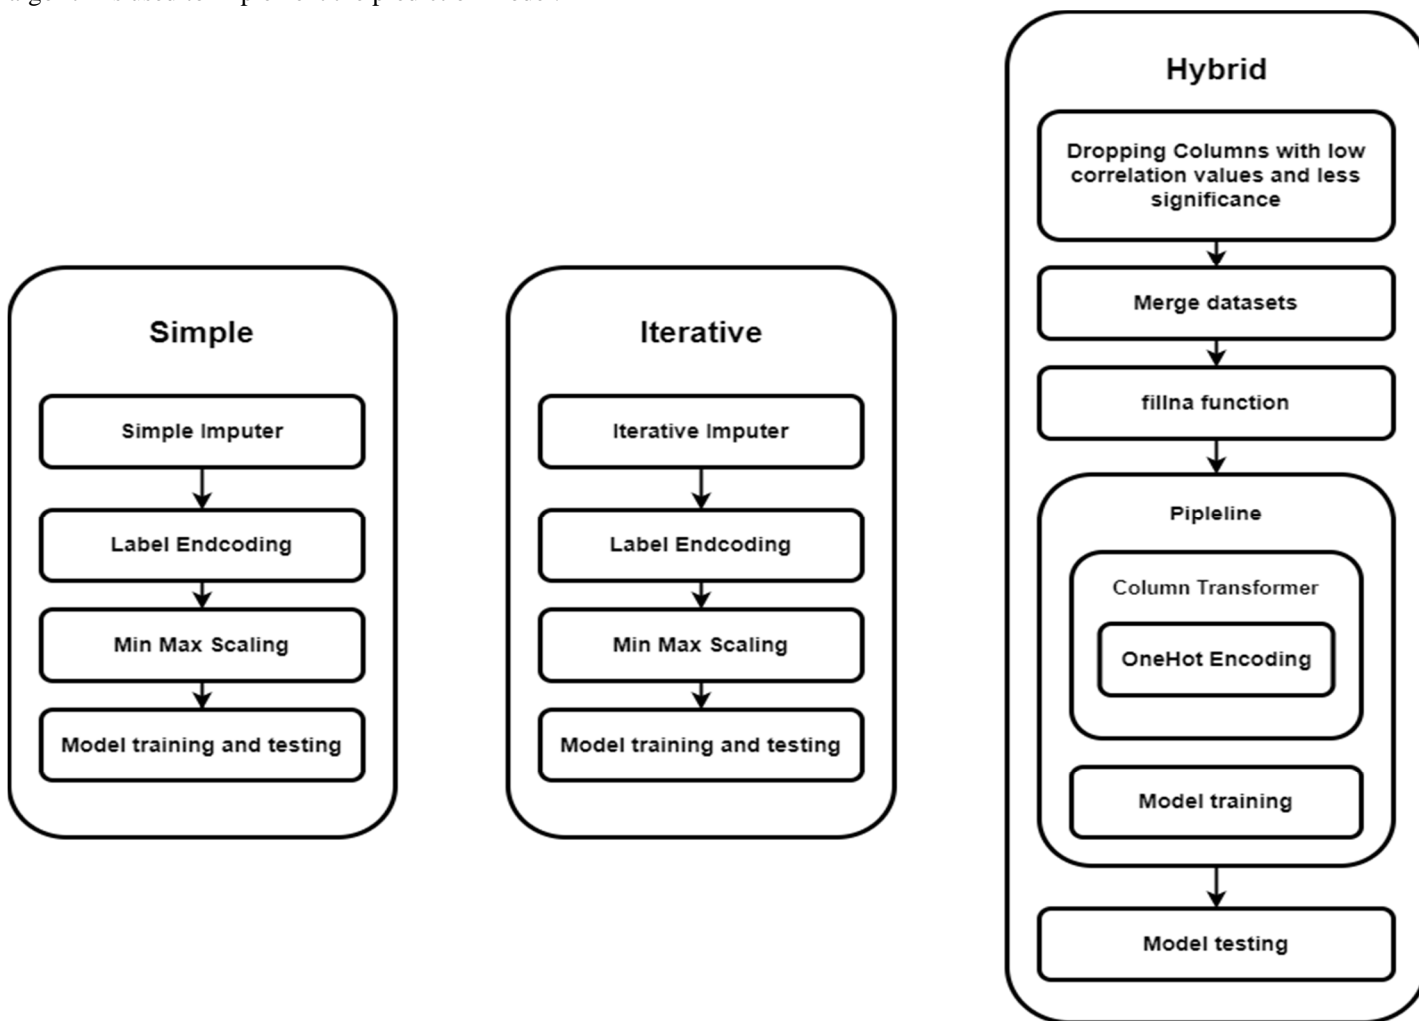 Simple
Simple Imputer
Label Endcoding
Min Max Scaling
Model training and testing
Iterative
Iterative Imputer
Label Endcoding
Min Max Scaling
Model training and testing
Hybrid
Dropping Columns with low
correlation values and less
significance
Merge datasets
fillna function
Pipleline
Column Transformer
OneHot Encoding
Model training
Model testing